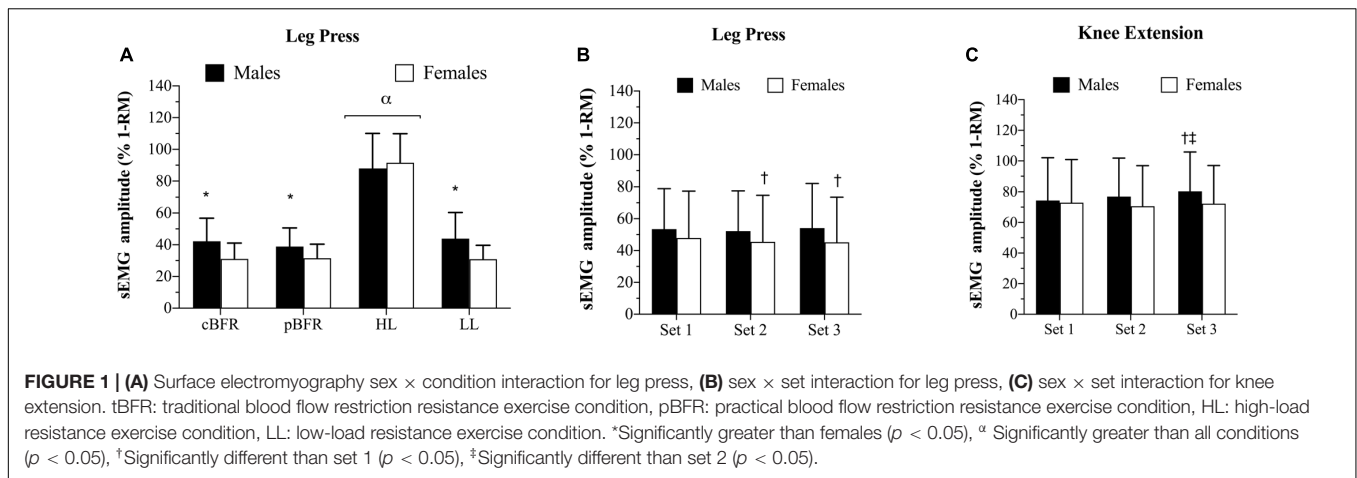 Leg Press
A
Males
Females
sEMG amplitude (% 1-RM)
140
120
100
80
60
40
20
0
*
*
α
*
cBFR
pBFR
HL
LL
Leg Press
B
Males
Females
sEMG amplitude (% 1-RM)
140
120
100
80
60
40
20
0
†
†
Set 1
Set 2
Set 3
Knee Extension
C
Males
Females
sEMG amplitude (% 1-RM)
140
120
100
80
60
40
20
0
†‡
Set 1
Set 2
Set 3
FIGURE 1 | (A) Surface electromyography sex × condition interaction for leg press, (B) sex × set interaction for leg press, (C) sex × set interaction for knee
extension. tBFR: traditional blood flow restriction resistance exercise condition, pBFR: practical blood flow restriction resistance exercise condition, HL: high-load
resistance exercise condition, LL: low-load resistance exercise condition. *Significantly greater than females (p < 0.05), α Significantly greater than all conditions
(p < 0.05), †Significantly different than set 1 (p < 0.05), ‡Significantly different than set 2 (p < 0.05).